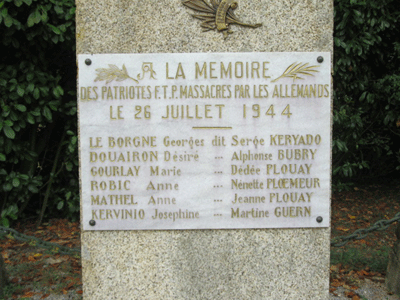 A LA MEMOIRE
DES PATRIOTES F.T.P. MASSACRES PAR LES ALLEMANDS
LE 26 JUILLET 1944
LE BORGNE Georges dit Serge KERYADO
DOUAIRON Désiré ... Alphonse BUBRY
GOURLAY Marie ... Dédée PLOUAY
ROBIC Anne ... Nénette PLŒMEUR
MATHEL Anne ... Jeanne PLOUAY
KERVINIO Josephine ... Martine GUERN